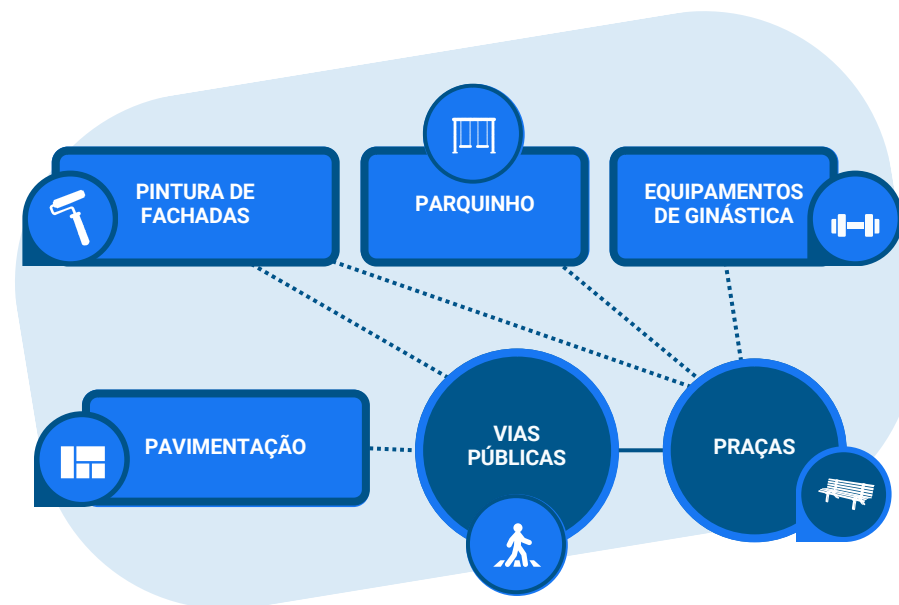 PINTURA DE
FACHADAS
PARQUINHO
EQUIPAMENTOS
DE GINÁSTICA
PAVIMENTAÇÃO
VIAS
PÚBLICAS
PRAÇAS